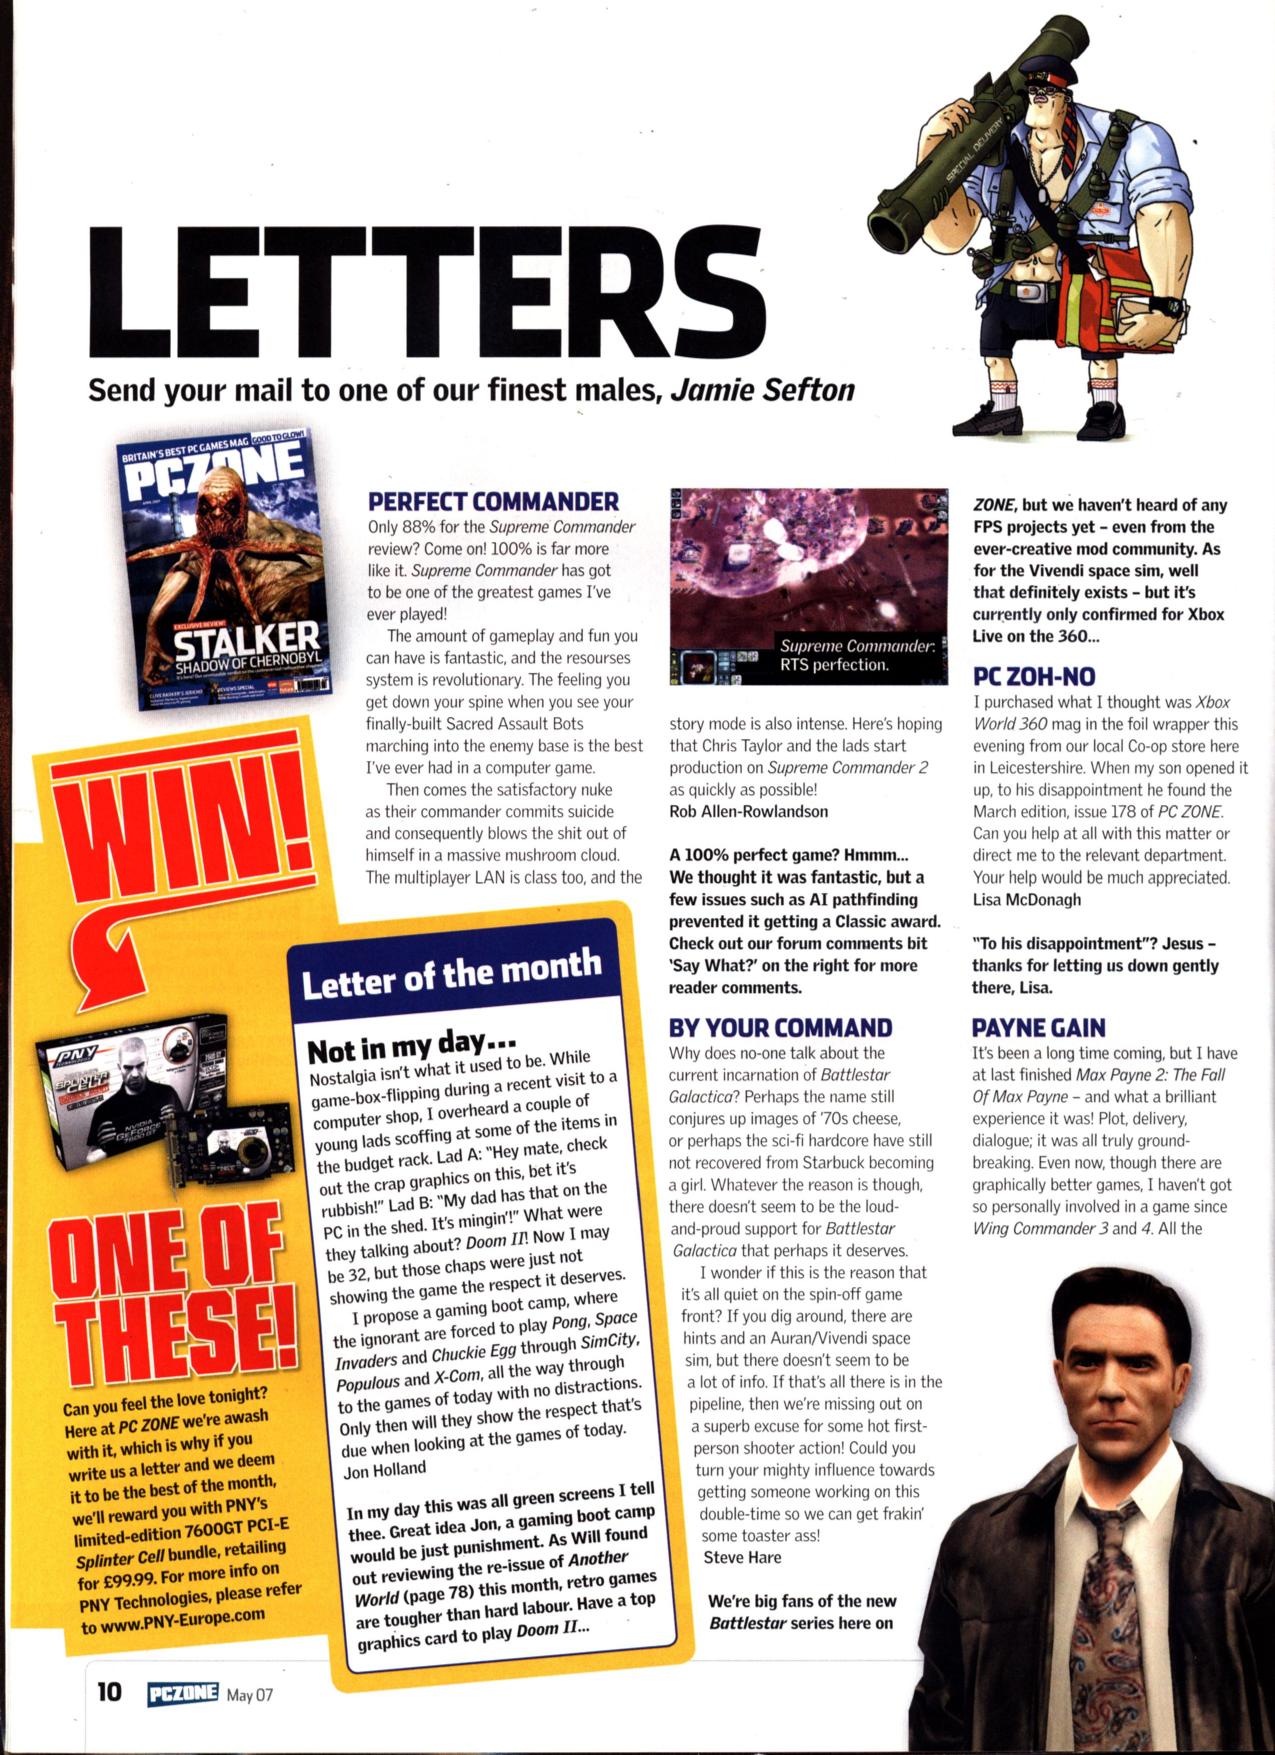 SPECIAL DELIVERY
LETTERS
Send your mail to one of our finest males, Jamie Sefton
BRITAIN'S BEST PC GAMES MAG GOOD TO GLOW!
PCZONE
EXCLUSIVE REVIEW!
STALKER
SHADOW OF CHERNOBYL
WIN!
PNY
SPLINTER CELL
NVIDIA
GEFORCE
7600 GT
ONE OF
THESE!
Can you feel the love tonight?
Here at PC ZONE we're awash
with it, which is why if you
write us a letter and we deem
it to be the best of the month,
we'll reward you with PNY's
limited-edition 7600GT PCI-E
Splinter Cell bundle, retailing
for £99.99. For more info on
PNY Technologies, please refer
to www.PNY-Europe.com
PERFECT COMMANDER
Only 88% for the Supreme Commander
review? Come on! 100% is far more
like it. Supreme Commander has got
to be one of the greatest games I've
ever played!
The amount of gameplay and fun you
can have is fantastic, and the resourses
system is revolutionary. The feeling you
get down your spine when you see your
finally-built Sacred Assault Bots
marching into the enemy base is the best
I've ever had in a computer game.
Then comes the satisfactory nuke
as their commander commits suicide
and consequently blows the shit out of
himself in a massive mushroom cloud.
The multiplayer LAN is class too, and the
Letter of the month
Not in my day...
Nostalgia isn't what it used to be. While
game-box-flipping during a recent visit to a
computer shop, I overheard a couple of
young lads scoffing at some of the items in
the budget rack. Lad A: "Hey mate, check
out the crap graphics on this, bet it's
rubbish!" Lad B: "My dad has that on the
PC in the shed. It's mingin'!" What were
they talking about? Doom II! Now I may
be 32, but those chaps were just not
showing the game the respect it deserves.
I propose a gaming boot camp, where
the ignorant are forced to play Pong, Space
Invaders and Chuckie Egg through SimCity,
Populous and X-Com, all the way through
to the games of today with no distractions.
Only then will they show the respect that's
due when looking at the games of today.
Jon Holland
In my day this was all green screens I tell
thee. Great idea Jon, a gaming boot camp
would be just punishment. As Will found
out reviewing the re-issue of Another
World (page 78) this month, retro games
are tougher than hard labour. Have a top
graphics card to play Doom II...
Supreme Commander:
RTS perfection.
story mode is also intense. Here's hoping
that Chris Taylor and the lads start
production on Supreme Commander 2
as quickly as possible!
Rob Allen-Rowlandson
A 100% perfect game? Hmmm...
We thought it was fantastic, but a
few issues such as AI pathfinding
prevented it getting a Classic award.
Check out our forum comments bit
'Say What?' on the right for more
reader comments.
BY YOUR COMMAND
Why does no-one talk about the
current incarnation of Battlestar
Galactica? Perhaps the name still
conjures up images of '70s cheese,
or perhaps the sci-fi hardcore have still
not recovered from Starbuck becoming
a girl. Whatever the reason is though,
there doesn't seem to be the loud-
and-proud support for Battlestar
Galactica that perhaps it deserves.
I wonder if this is the reason that
it's all quiet on the spin-off game
front? If you dig around, there are
hints and an Auran/Vivendi space
sim, but there doesn't seem to be
a lot of info. If that's all there is in the
pipeline, then we're missing out on
a superb excuse for some hot first-
person shooter action! Could you
turn your mighty influence towards
getting someone working on this
double-time so we can get frakin'
some toaster ass!
Steve Hare
We're big fans of the new
Battlestar series here on
ZONE, but we haven't heard of any
FPS projects yet – even from the
ever-creative mod community. As
for the Vivendi space sim, well
that definitely exists – but it's
currently only confirmed for Xbox
Live on the 360...
PC ZOH-NO
I purchased what I thought was Xbox
World 360 mag in the foil wrapper this
evening from our local Co-op store here
in Leicestershire. When my son opened it
up, to his disappointment he found the
March edition, issue 178 of PC ZONE.
Can you help at all with this matter or
direct me to the relevant department.
Your help would be much appreciated.
Lisa McDonagh
"To his disappointment"? Jesus –
thanks for letting us down gently
there, Lisa.
PAYNE GAIN
It's been a long time coming, but I have
at last finished Max Payne 2: The Fall
Of Max Payne – and what a brilliant
experience it was! Plot, delivery,
dialogue; it was all truly ground-
breaking. Even now, though there are
graphically better games, I haven't got
so personally involved in a game since
Wing Commander 3 and 4. All the
10 PCZONE May 07